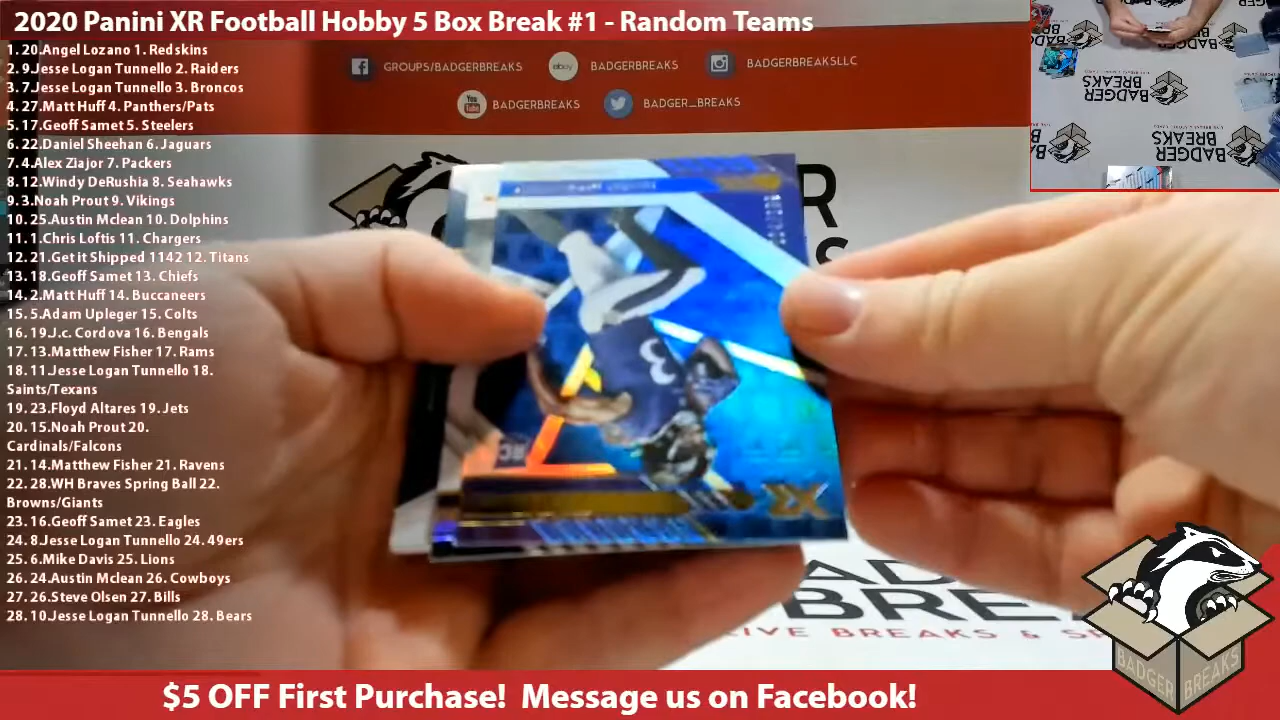 2020 Panini XR Football Hobby 5 Box Break #1 - Random Teams
1. 20.Angel Lozano 1. Redskins
2. 9.Jesse Logan Tunnello 2. Raiders
3. 7.Jesse Logan Tunnello 3. Broncos
4. 27.Matt Huff 4. Panthers/Pats
5. 17.Geoff Samet 5. Steelers
6. 22.Daniel Sheehan 6. Jaguars
7. 4.Alex Ziajor 7. Packers
8. 12.Windy DeRushia 8. Seahawks
9. 3.Noah Prout 9. Vikings
10. 25.Austin Mclean 10. Dolphins
11. 1.Chris Loftis 11. Chargers
12. 21.Get it Shipped 1142 12. Titans
13. 18.Geoff Samet 13. Chiefs
14. 2.Matt Huff 14. Buccaneers
15. 5.Adam Upleger 15. Colts
16. 19.J.c. Cordova 16. Bengals
17. 13.Matthew Fisher 17. Rams
18. 11.Jesse Logan Tunnello 18.
Saints/Texans
19. 23.Floyd Altares 19. Jets
20. 15.Noah Prout 20.
Cardinals/Falcons
21. 14.Matthew Fisher 21. Ravens
22. 28.WH Braves Spring Ball 22.
Browns/Giants
23. 16.Geoff Samet 23. Eagles
24. 8.Jesse Logan Tunnello 24. 49ers
25. 6.Mike Davis 25. Lions
26. 24.Austin Mclean 26. Cowboys
27. 26.Steve Olsen 27. Bills
28. 10.Jesse Logan Tunnello 28. Bears
GROUPS/BADGERBREAKS
ebay
BADGERBREAKS
BADGERBREAKSLLC
You Tube
BADGERBREAKS
BADGER_BREAKS
RC
3
XR
BADGER
BREAKS
BADGER
BREAKS
BADGER BREAKS
$5 OFF First Purchase! Message us on Facebook!